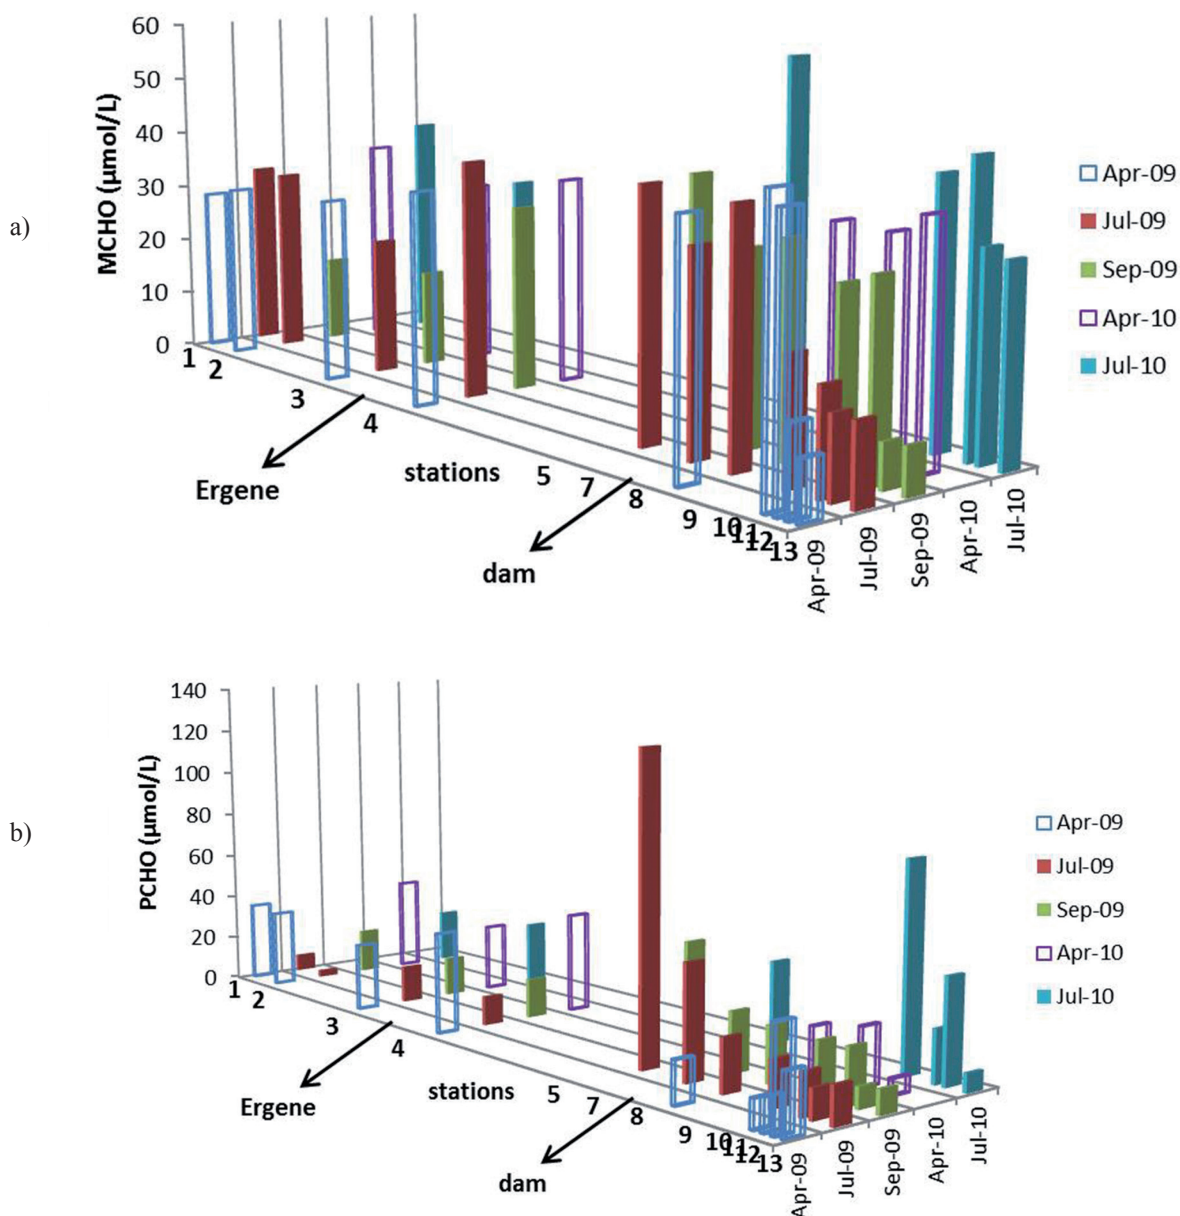 a)
MCHO (µmol/L)
60
50
40
30
20
10
0
1
2
3
4
5
7
8
9
10
11
12
13
Ergene
stations
dam
Apr-09
Jul-09
Sep-09
Apr-10
Jul-10
Apr-09
Jul-09
Sep-09
Apr-10
Jul-10
b)
PCHO (µmol/L)
140
120
100
80
60
40
20
0
1
2
3
4
5
7
8
9
10
11
12
13
Ergene
stations
dam
Apr-09
Jul-09
Sep-09
Apr-10
Jul-10
Apr-09
Jul-09
Sep-09
Apr-10
Jul-10